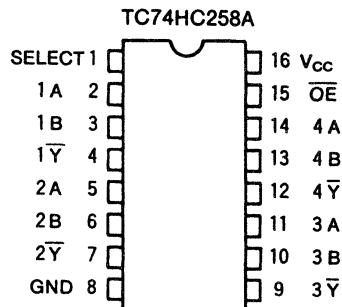 TC74HC258A
SELECT 1 16 VCC
1A 2 15 O̅E̅
1B 3 14 4A
1Y̅ 4 13 4B
2A 5 12 4Y̅
2B 6 11 3A
2Y̅ 7 10 3B
GND 8 9 3Y̅